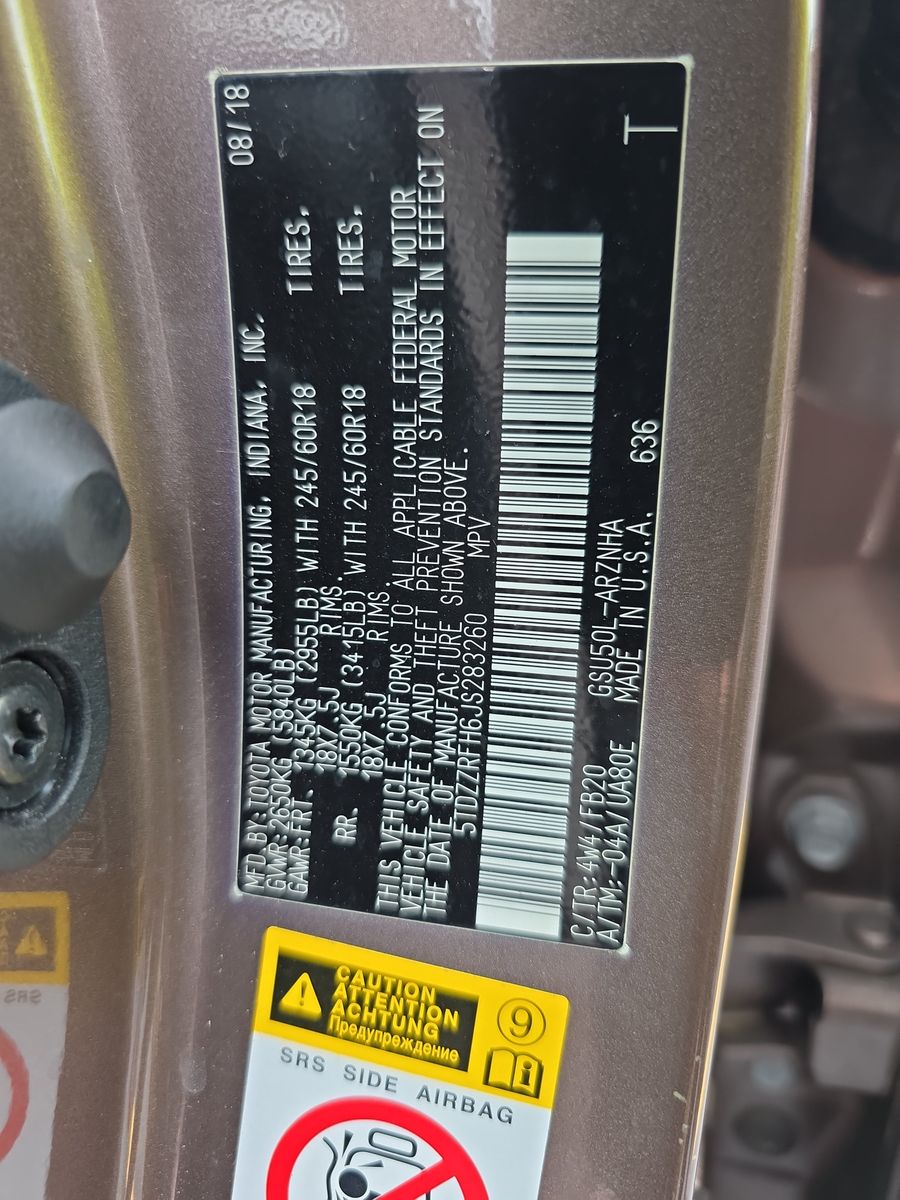 MFD.BY:TOYOTA MOTOR MANUFACTURING, INDIANA, INC. 08/18
GVWR:2650KG (5840LB)
GAWR:FRT. 1345KG (2955LB) WITH 245/60R18 TIRES,
18X7.5J RIMS.
RR. 1550KG (3415LB) WITH 245/60R18 TIRES,
18X7.5J RIMS.
THIS VEHICLE CONFORMS TO ALL APPLICABLE FEDERAL MOTOR
VEHICLE SAFETY AND THEFT PREVENTION STANDARDS IN EFFECT ON
THE DATE OF MANUFACTURE SHOWN ABOVE.
5TDZZRFH6JS283260 MPV
C/TR:4W4/FB20 GSU50L-ARZNHA T
A/TM:-04A/UA80E MADE IN U.S.A. 636
CAUTION
ATTENTION
ACHTUNG
Предупреждение
9
i
SRS SIDE AIRBAG
SRS